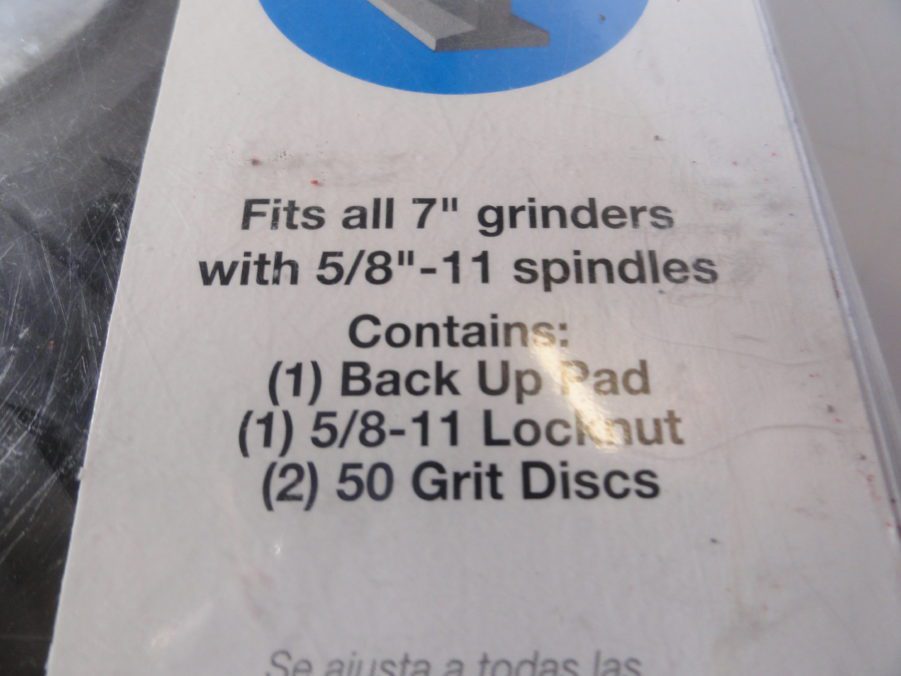 Fits all 7" grinders
with 5/8"-11 spindles
Contains:
(1) Back Up Pad
(1) 5/8-11 Locknut
(2) 50 Grit Discs
Se ajusta a todas las